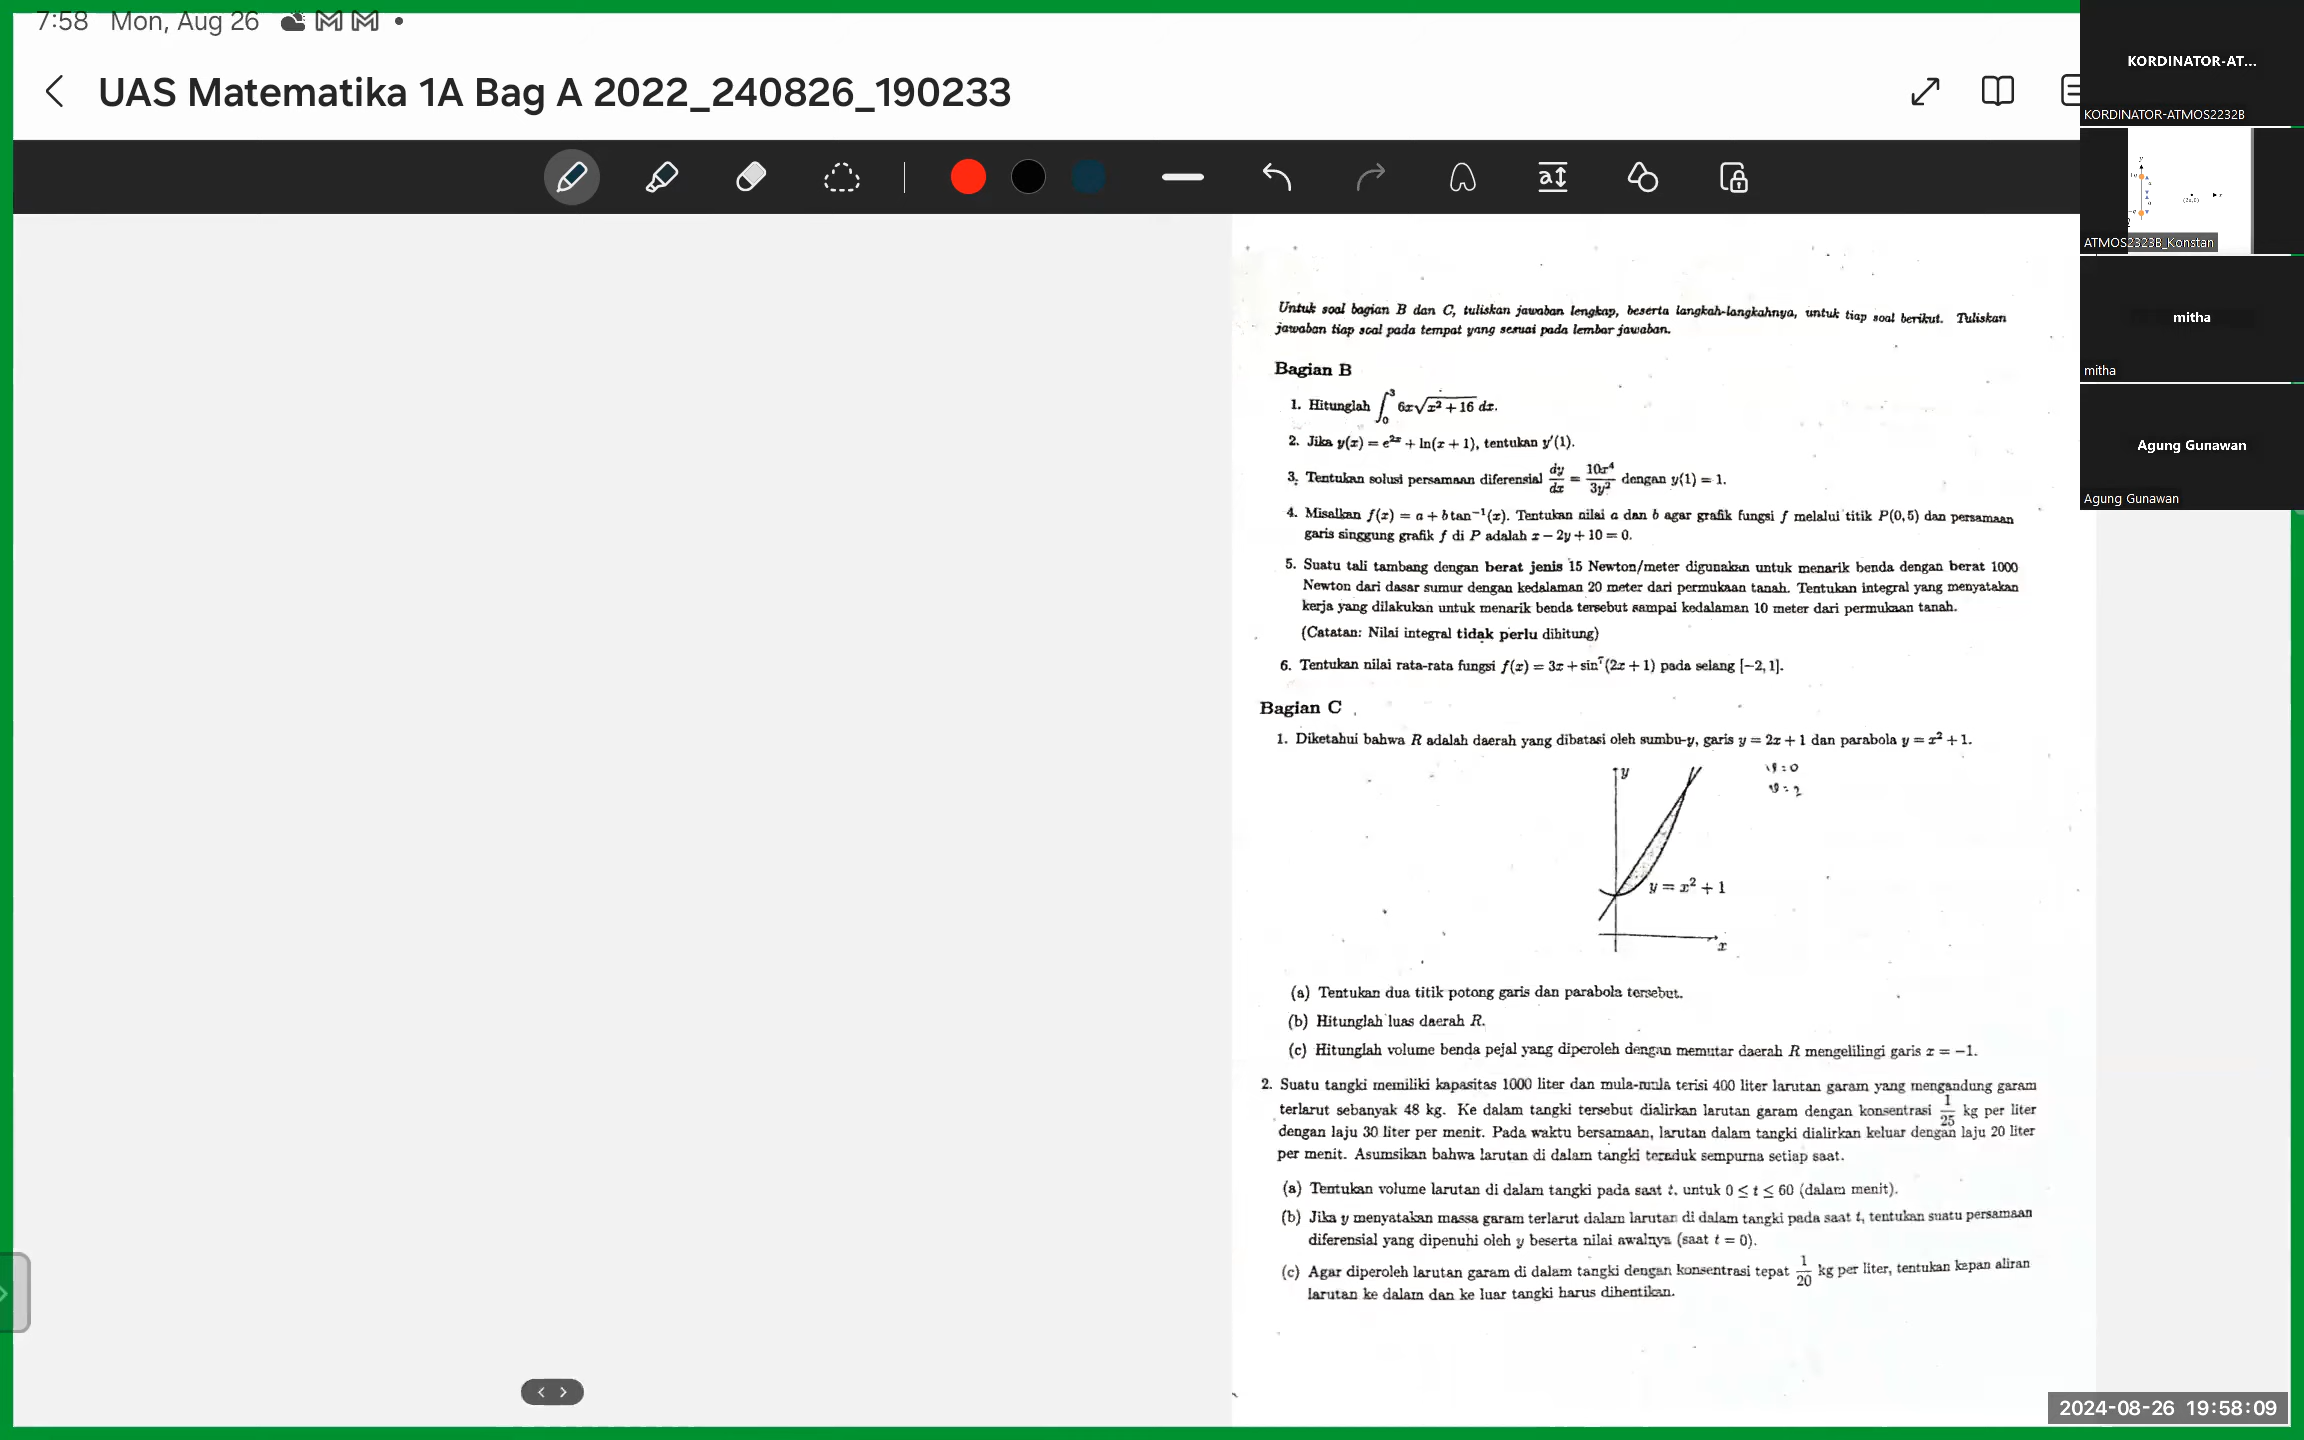 7:58 Mon, Aug 26
UAS Matematika 1A Bag A 2022_240826_190233
KORDINATOR-AT...
KORDINATOR-ATMOS2232B
ATMOS2323B_Konstan
mitha
mitha
Agung Gunawan
Agung Gunawan
Untuk soal bagian B dan C, tuliskan jawaban lengkap, beserta langkah-langkahnya, untuk tiap soal berikut. Tuliskan
jawaban tiap soal pada tempat yang sesuai pada lembar jawaban.
Bagian B
1. Hitunglah ∫₀³ 6x√(x² + 16) dx.
2. Jika y(x) = e²ˣ + ln(x + 1), tentukan y′(1).
3. Tentukan solusi persamaan diferensial dy/dx = 10x⁴/3y² dengan y(1) = 1.
4. Misalkan f(x) = a + b tan⁻¹(x). Tentukan nilai a dan b agar grafik fungsi f melalui titik P(0, 5) dan persamaan
garis singgung grafik f di P adalah x − 2y + 10 = 0.
5. Suatu tali tambang dengan berat jenis 15 Newton/meter digunakan untuk menarik benda dengan berat 1000
Newton dari dasar sumur dengan kedalaman 20 meter dari permukaan tanah. Tentukan integral yang menyatakan
kerja yang dilakukan untuk menarik benda tersebut sampai kedalaman 10 meter dari permukaan tanah.
(Catatan: Nilai integral tidak perlu dihitung)
6. Tentukan nilai rata-rata fungsi f(x) = 3x + sin⁷(2x + 1) pada selang [−2, 1].
Bagian C
1. Diketahui bahwa R adalah daerah yang dibatasi oleh sumbu-y, garis y = 2x + 1 dan parabola y = x² + 1.
y
y = x² + 1
x
(a) Tentukan dua titik potong garis dan parabola tersebut.
(b) Hitunglah luas daerah R.
(c) Hitunglah volume benda pejal yang diperoleh dengan memutar daerah R mengelilingi garis x = −1.
2. Suatu tangki memiliki kapasitas 1000 liter dan mula-mula terisi 400 liter larutan garam yang mengandung garam
terlarut sebanyak 48 kg. Ke dalam tangki tersebut dialirkan larutan garam dengan konsentrasi 1/25 kg per liter
dengan laju 30 liter per menit. Pada waktu bersamaan, larutan dalam tangki dialirkan keluar dengan laju 20 liter
per menit. Asumsikan bahwa larutan di dalam tangki teraduk sempurna setiap saat.
(a) Tentukan volume larutan di dalam tangki pada saat t, untuk 0 ≤ t ≤ 60 (dalam menit).
(b) Jika y menyatakan massa garam terlarut dalam larutan di dalam tangki pada saat t, tentukan suatu persamaan
diferensial yang dipenuhi oleh y beserta nilai awalnya (saat t = 0).
(c) Agar diperoleh larutan garam di dalam tangki dengan konsentrasi tepat 1/20 kg per liter, tentukan kapan aliran
larutan ke dalam dan ke luar tangki harus dihentikan.
2024-08-26 19:58:09